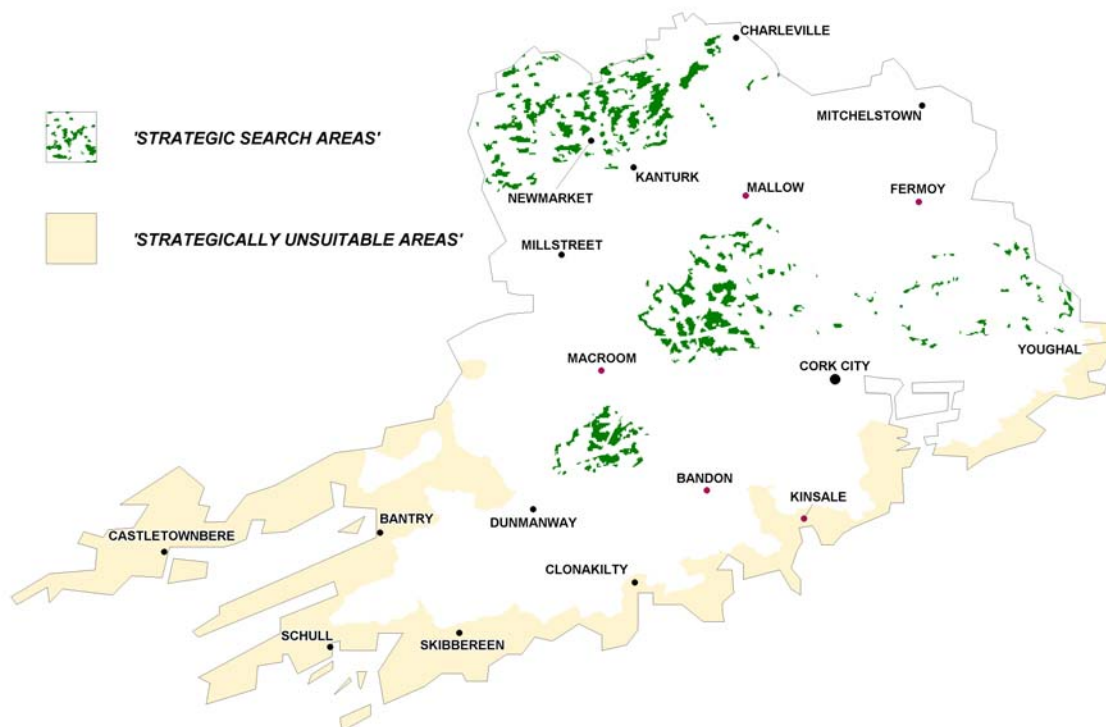 CHARLEVILLE
'STRATEGIC SEARCH AREAS'
MITCHELSTOWN
KANTURK
MALLOW
FERMOY
NEWMARKET
'STRATEGICALLY UNSUITABLE AREAS'
MILLSTREET
YOUGHAL
MACROOM
CORK CITY
BANDON
KINSALE
BANTRY
DUNMANWAY
CASTLETOWNBERE
CLONAKILTY
SCHULL
SKIBBEREEN